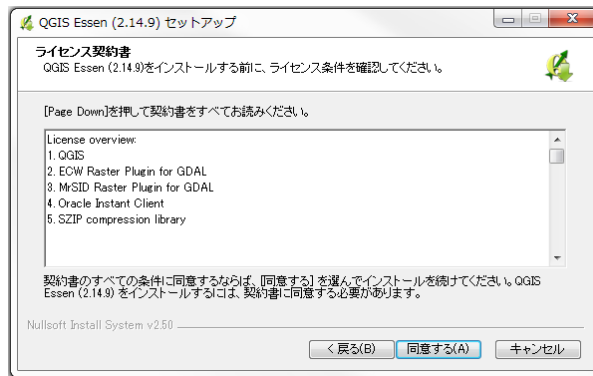 QGIS Essen (2.14.9) セットアップ
ライセンス契約書
QGIS Essen (2.14.9)をインストールする前に、ライセンス条件を確認してください。
[Page Down]を押して契約書をすべてお読みください。
License overview:
1. QGIS
2. ECW Raster Plugin for GDAL
3. MrSID Raster Plugin for GDAL
4. Oracle Instant Client
5. SZIP compression library
契約書のすべての条件に同意するならば、[同意する] を選んでインストールを続けてください。QGIS
Essen (2.14.9) をインストールするには、契約書に同意する必要があります。
Nullsoft Install System v2.50
< 戻る(B)
同意する(A)
キャンセル